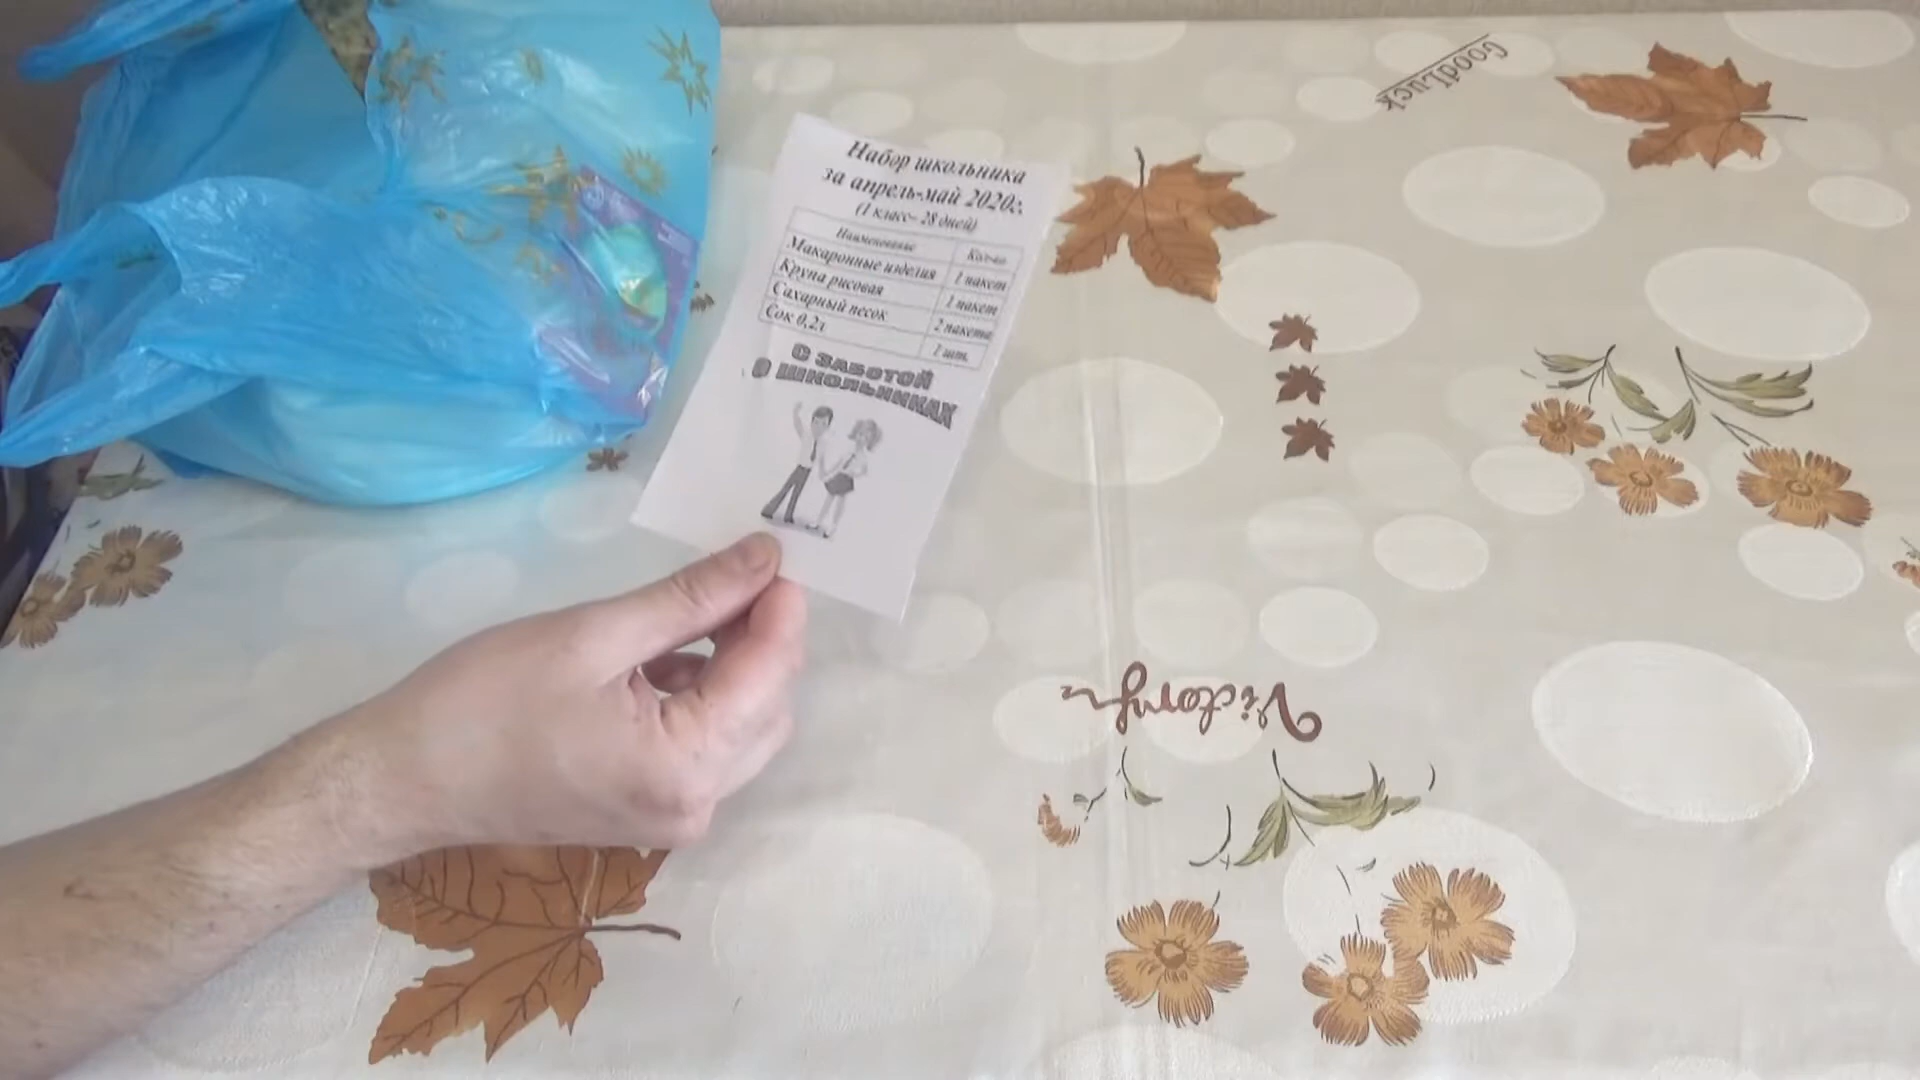 Набор школьника
за апрель-май 2020г.
(1 класс- 28 дней)
Наименование Кол-во
Макаронные изделия 1 пакет
Крупа рисовая 1 пакет
Сахарный песок 2 пакета
Сок 0,2л 1 шт.
С ЗАБОТОЙ
О ШКОЛЬНИКАХ
GoodLuck
Victory